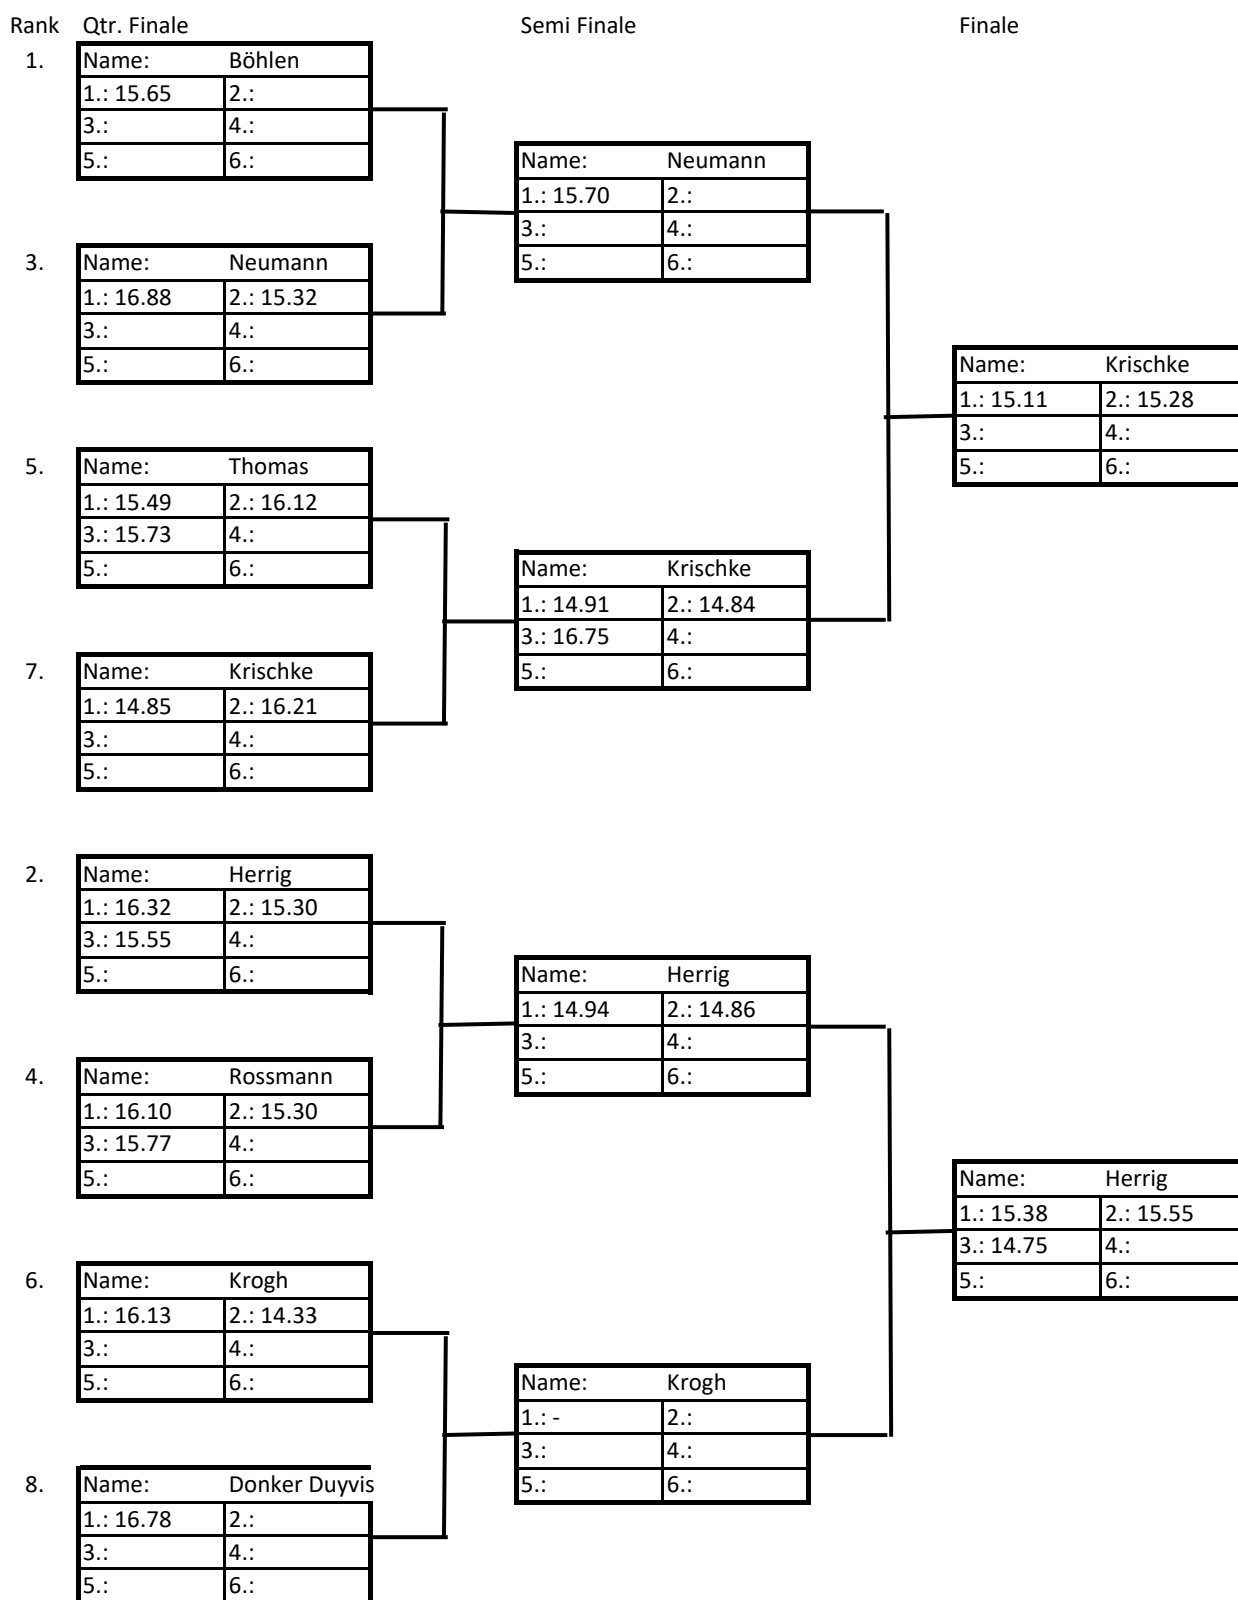 Rank Qtr. Finale Semi Finale Finale
1. Name: Böhlen
1.: 15.65 2.:
3.: 4.:
5.: 6.:
Name: Neumann
1.: 15.70 2.:
3.: 4.:
5.: 6.:
3. Name: Neumann
1.: 16.88 2.: 15.32
3.: 4.:
5.: 6.:
Name: Krischke
1.: 15.11 2.: 15.28
3.: 4.:
5.: 6.:
5. Name: Thomas
1.: 15.49 2.: 16.12
3.: 15.73 4.:
5.: 6.:
Name: Krischke
1.: 14.91 2.: 14.84
3.: 16.75 4.:
5.: 6.:
7. Name: Krischke
1.: 14.85 2.: 16.21
3.: 4.:
5.: 6.:
2. Name: Herrig
1.: 16.32 2.: 15.30
3.: 15.55 4.:
5.: 6.:
Name: Herrig
1.: 14.94 2.: 14.86
3.: 4.:
5.: 6.:
4. Name: Rossmann
1.: 16.10 2.: 15.30
3.: 15.77 4.:
5.: 6.:
Name: Herrig
1.: 15.38 2.: 15.55
3.: 14.75 4.:
5.: 6.:
6. Name: Krogh
1.: 16.13 2.: 14.33
3.: 4.:
5.: 6.:
Name: Krogh
1.: - 2.:
3.: 4.:
5.: 6.:
8. Name: Donker Duyvis
1.: 16.78 2.:
3.: 4.:
5.: 6.: